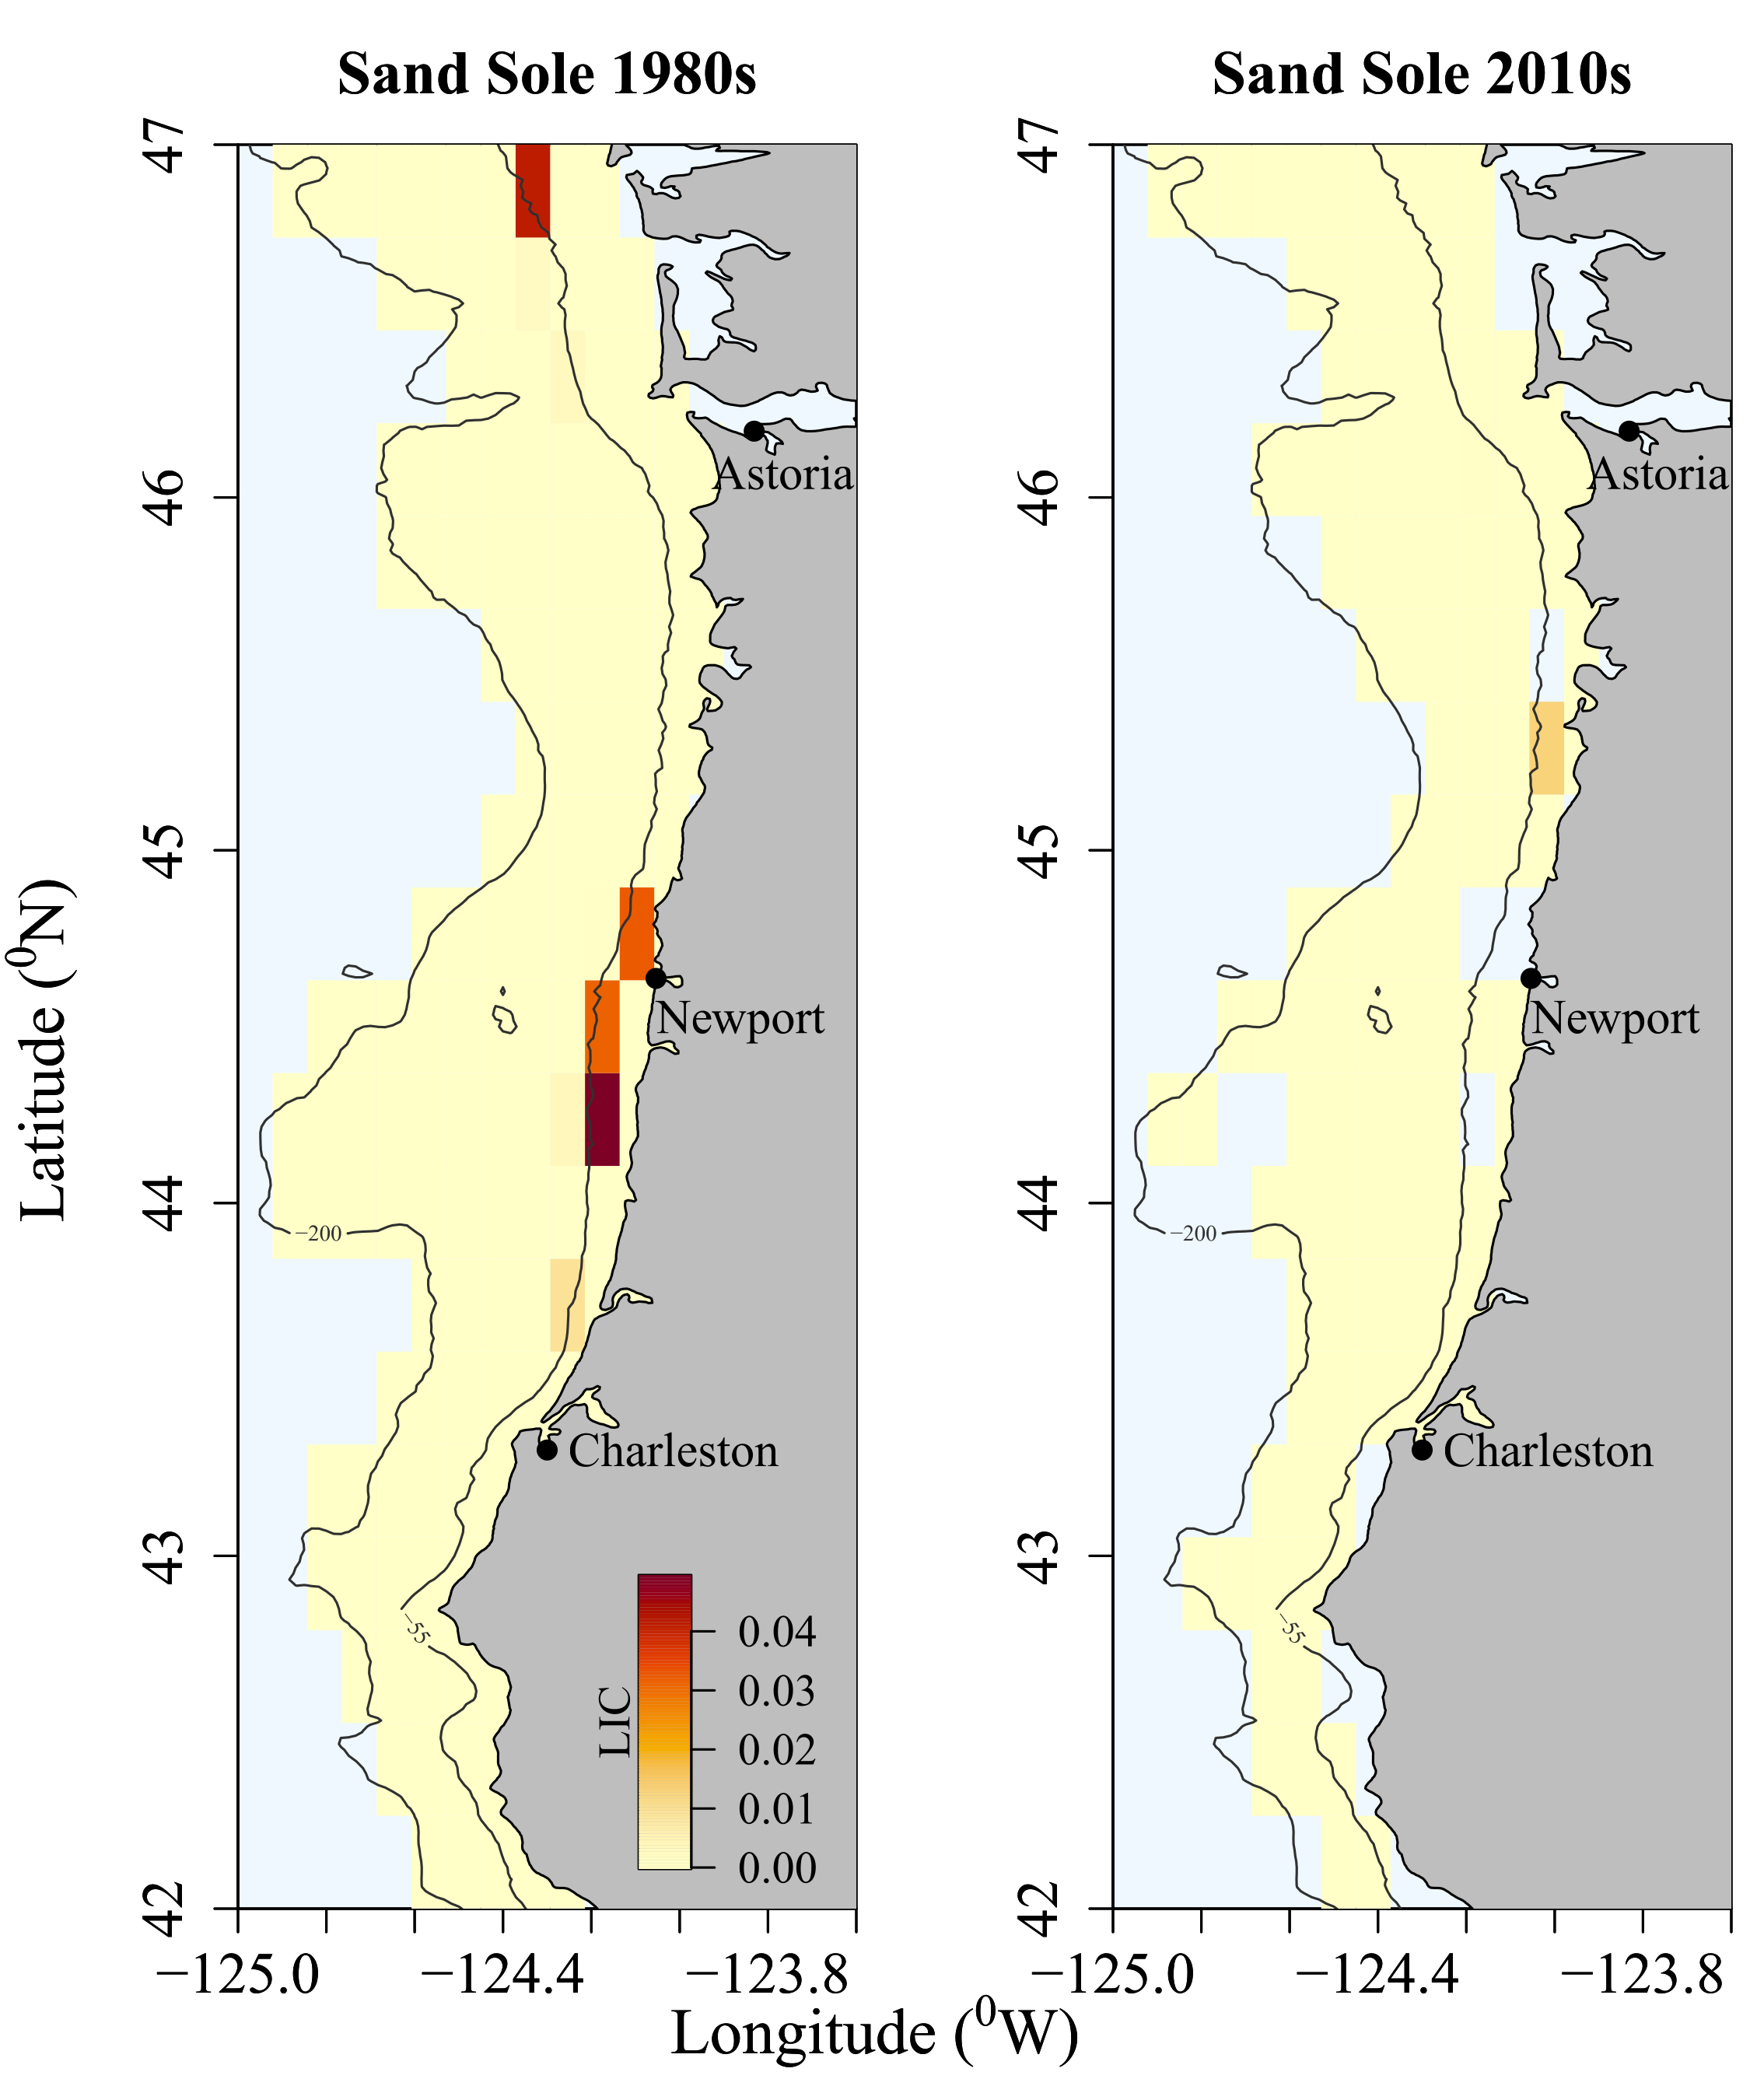 Sand Sole 1980s
Sand Sole 2010s
Latitude (⁰N)
47
46
45
44
43
42
−125.0
−124.4
−123.8
Astoria
Newport
Charleston
−200
−55
LIC
0.04
0.03
0.02
0.01
0.00
47
46
45
44
43
42
−125.0
−124.4
−123.8
Astoria
Newport
Charleston
−200
−55
Longitude (⁰W)